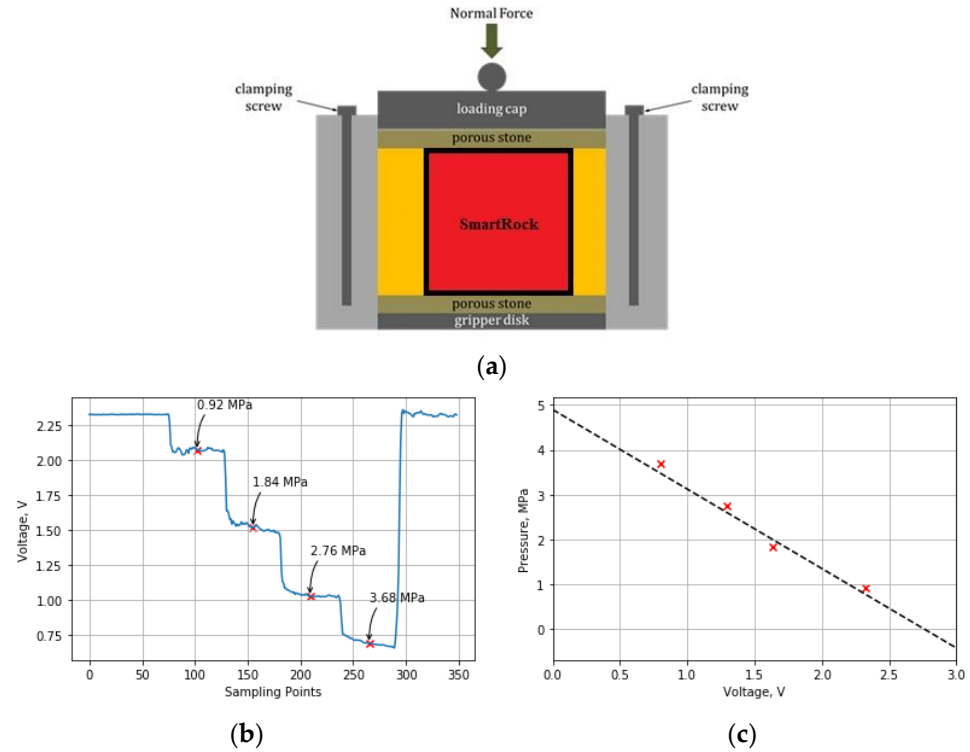 Normal Force
clamping
screw
clamping
screw
loading cap
porous stone
SmartRock
porous stone
gripper disk
(a)
0.92 MPa
1.84 MPa
2.76 MPa
3.68 MPa
2.25
2.00
1.75
1.50
1.25
1.00
0.75
Voltage, V
0 50 100 150 200 250 300 350
Sampling Points
(b)
5
4
3
2
1
0
Pressure, MPa
0.0 0.5 1.0 1.5 2.0 2.5 3.0
Voltage, V
(c)